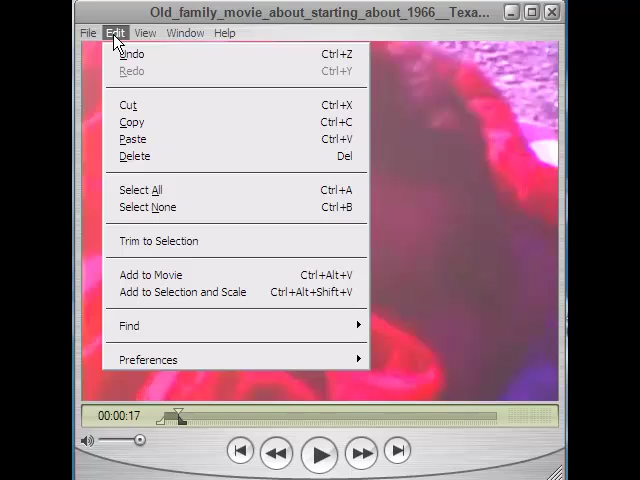 Old_family_movie_about_starting_about_1966__Texa...
File Edit View Window Help
Undo Ctrl+Z
Redo Ctrl+Y
Cut Ctrl+X
Copy Ctrl+C
Paste Ctrl+V
Delete Del
Select All Ctrl+A
Select None Ctrl+B
Trim to Selection
Add to Movie Ctrl+Alt+V
Add to Selection and Scale Ctrl+Alt+Shift+V
Find
Preferences
00:00:17